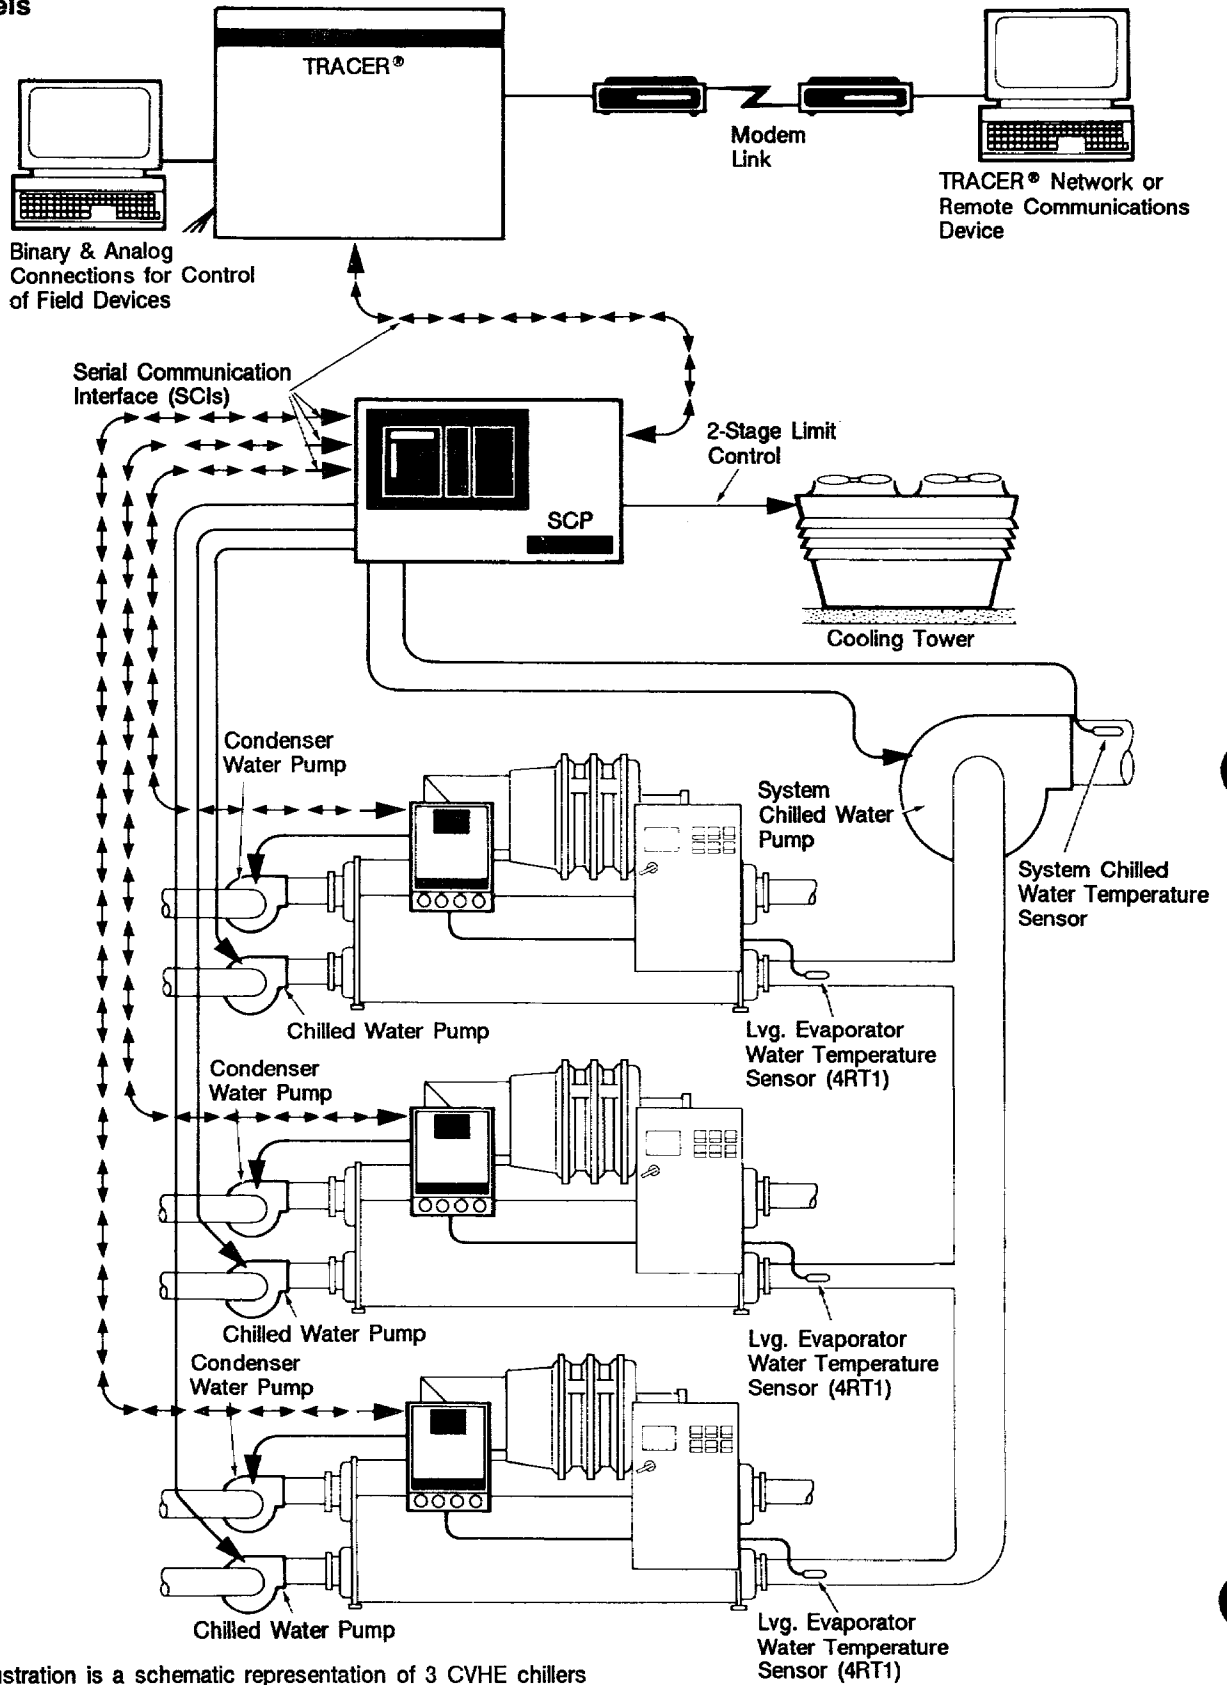 TRACER®
Modem
Link
TRACER® Network or
Remote Communications
Device
Binary & Analog
Connections for Control
of Field Devices
Serial Communication
Interface (SCIs)
2-Stage Limit
Control
SCP
Cooling Tower
Condenser
Water Pump
System
Chilled Water
Pump
System Chilled
Water Temperature
Sensor
Chilled Water Pump
Lvg. Evaporator
Water Temperature
Sensor (4RT1)
Condenser
Water Pump
Chilled Water Pump
Lvg. Evaporator
Water Temperature
Sensor (4RT1)
Condenser
Water Pump
Chilled Water Pump
Lvg. Evaporator
Water Temperature
Sensor (4RT1)
ustration is a schematic representation of 3 CVHE chillers